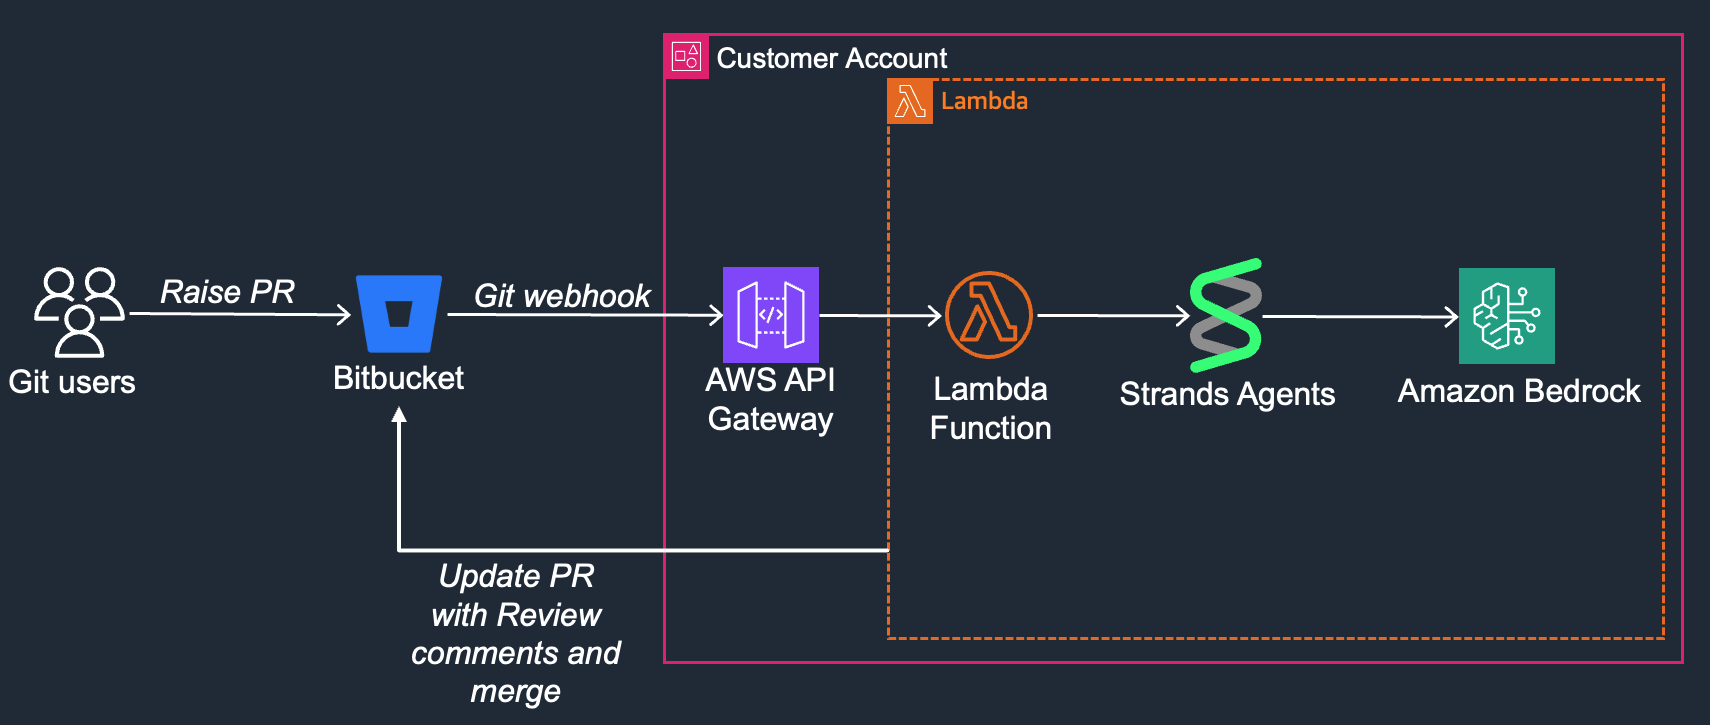 Customer Account
Lambda
Raise PR
Git webhook
Git users
Bitbucket
AWS API
Gateway
Lambda
Function
Strands Agents
Amazon Bedrock
Update PR
with Review
comments and
merge